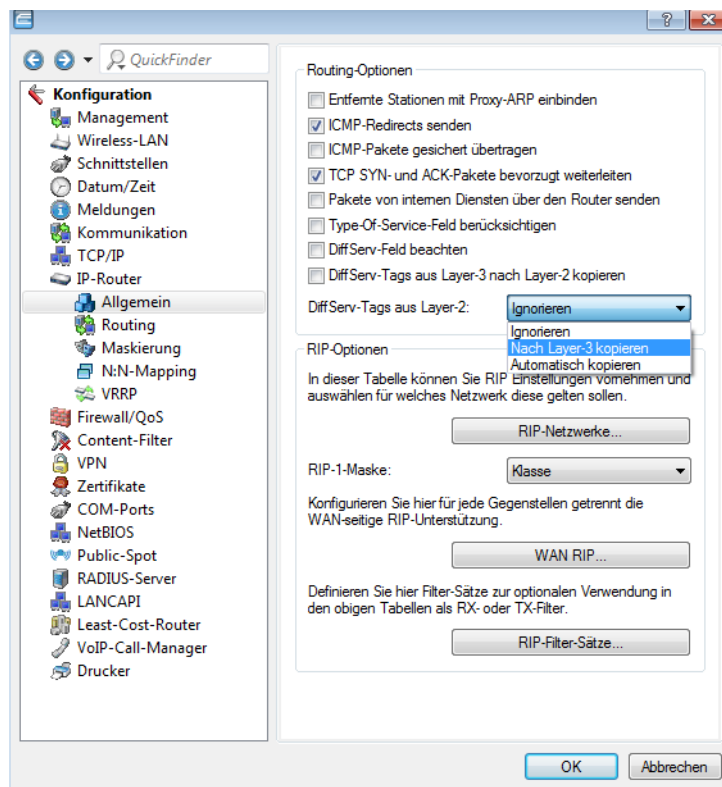 ?
QuickFinder
Konfiguration
Management
Wireless-LAN
Schnittstellen
Datum/Zeit
Meldungen
Kommunikation
TCP/IP
IP-Router
Allgemein
Routing
Maskierung
N:N-Mapping
VRRP
Firewall/QoS
Content-Filter
VPN
Zertifikate
COM-Ports
NetBIOS
Public-Spot
RADIUS-Server
LANCAPI
Least-Cost-Router
VoIP-Call-Manager
Drucker
Routing-Optionen
Entfernte Stationen mit Proxy-ARP einbinden
ICMP-Redirects senden
ICMP-Pakete gesichert übertragen
TCP SYN- und ACK-Pakete bevorzugt weiterleiten
Pakete von internen Diensten über den Router senden
Type-Of-Service-Feld berücksichtigen
DiffServ-Feld beachten
DiffServ-Tags aus Layer-3 nach Layer-2 kopieren
DiffServ-Tags aus Layer-2: Ignorieren
Ignorieren
Nach Layer-3 kopieren
Automatisch kopieren
RIP-Optionen
In dieser Tabelle können Sie RIP Einstellungen vornehmen und
auswählen für welches Netzwerk diese gelten sollen.
RIP-Netzwerke...
RIP-1-Maske: Klasse
Konfigurieren Sie hier für jede Gegenstellen getrennt die
WAN-seitige RIP-Unterstützung.
WAN RIP...
Definieren Sie hier Filter-Sätze zur optionalen Verwendung in
den obigen Tabellen als RX- oder TX-Filter.
RIP-Filter-Sätze...
OK Abbrechen